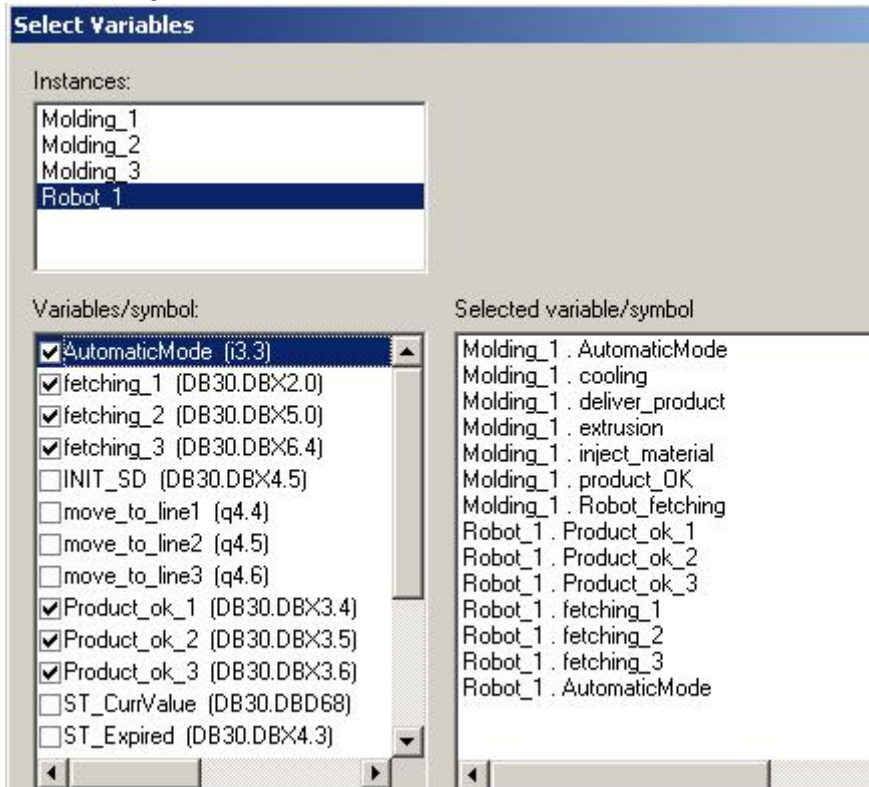 Select Variables
Instances:
Molding_1
Molding_2
Molding_3
Robot_1
Variables/symbol:
AutomaticMode (i3.3)
fetching_1 (DB30.DBX2.0)
fetching_2 (DB30.DBX5.0)
fetching_3 (DB30.DBX6.4)
INIT_SD (DB30.DBX4.5)
move_to_line1 (q4.4)
move_to_line2 (q4.5)
move_to_line3 (q4.6)
Product_ok_1 (DB30.DBX3.4)
Product_ok_2 (DB30.DBX3.5)
Product_ok_3 (DB30.DBX3.6)
ST_CurrValue (DB30.DBD68)
ST_Expired (DB30.DBX4.3)
Selected variable/symbol
Molding_1 . AutomaticMode
Molding_1 . cooling
Molding_1 . deliver_product
Molding_1 . extrusion
Molding_1 . inject_material
Molding_1 . product_OK
Molding_1 . Robot_fetching
Robot_1 . Product_ok_1
Robot_1 . Product_ok_2
Robot_1 . Product_ok_3
Robot_1 . fetching_1
Robot_1 . fetching_2
Robot_1 . fetching_3
Robot_1 . AutomaticMode